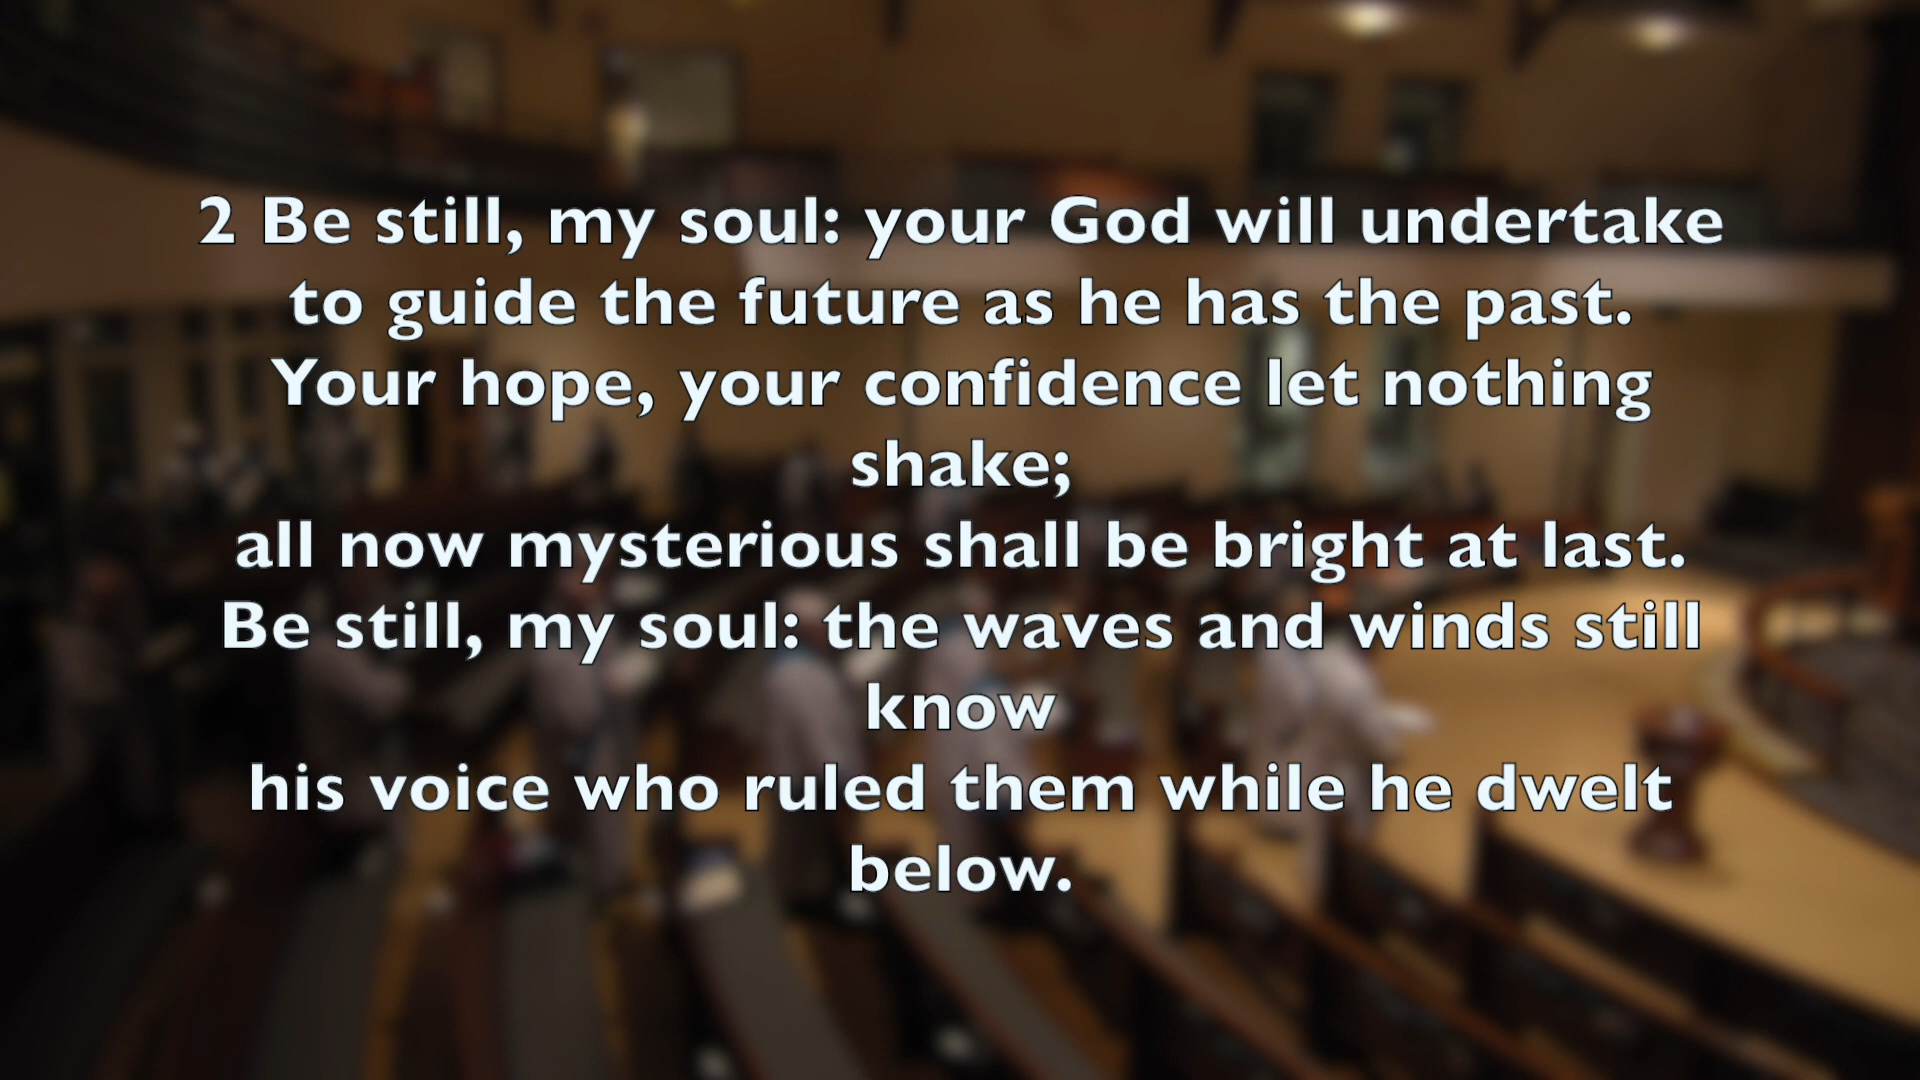 2 Be still, my soul: your God will undertake
to guide the future as he has the past.
Your hope, your confidence let nothing
shake;
all now mysterious shall be bright at last.
Be still, my soul: the waves and winds still
know
his voice who ruled them while he dwelt
below.